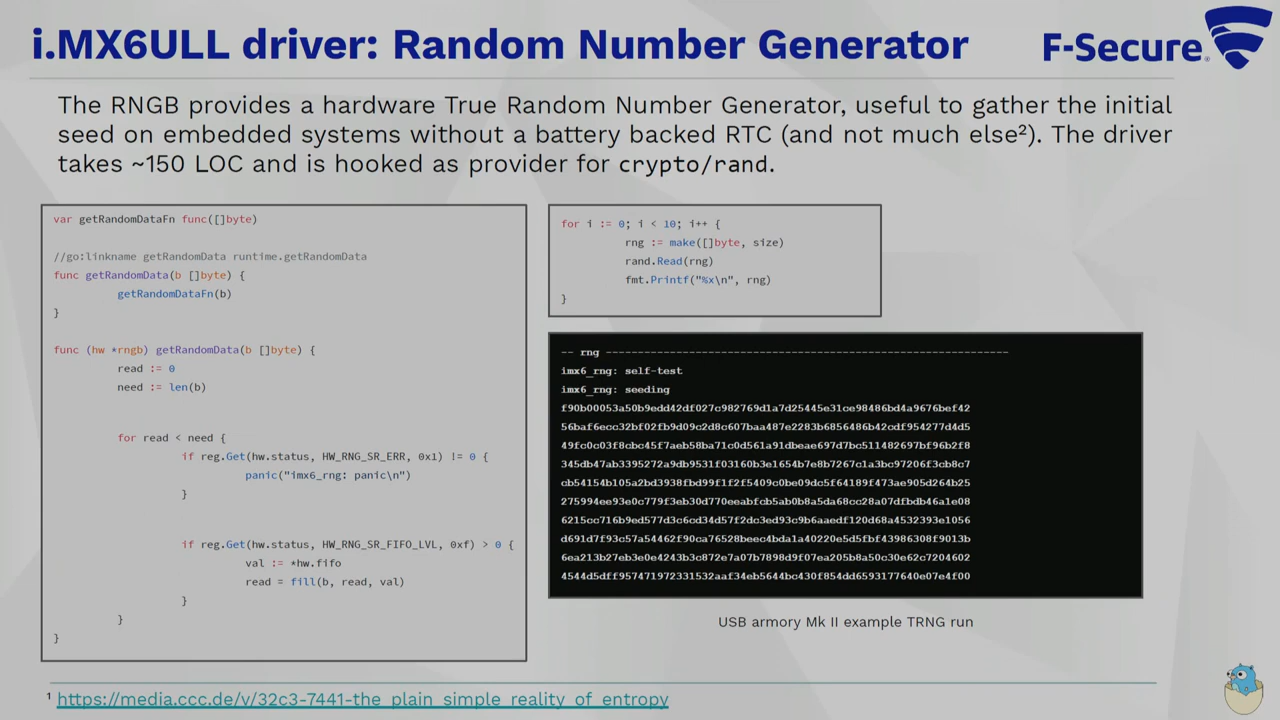 i.MX6ULL driver: Random Number Generator
F-Secure®
The RNGB provides a hardware True Random Number Generator, useful to gather the initial
seed on embedded systems without a battery backed RTC (and not much else²). The driver
takes ~150 LOC and is hooked as provider for crypto/rand.
var getRandomDataFn func([]byte)
//go:linkname getRandomData runtime.getRandomData
func getRandomData(b []byte) {
getRandomDataFn(b)
}
func (hw *rngb) getRandomData(b []byte) {
read := 0
need := len(b)
for read < need {
if reg.Get(hw.status, HW_RNG_SR_ERR, 0x1) != 0 {
panic("imx6_rng: panic\n")
}
if reg.Get(hw.status, HW_RNG_SR_FIFO_LVL, 0xf) > 0 {
val := *hw.fifo
read = fill(b, read, val)
}
}
}
for i := 0; i < 10; i++ {
rng := make([]byte, size)
rand.Read(rng)
fmt.Printf("%x\n", rng)
}
-- rng ---------------------------------------------------------------
imx6_rng: self-test
imx6_rng: seeding
f90b00053a50b9edd42df027c982769d1a7d25445e31ce98486bd4a9676bef42
56baf6ecc32bf02fb9d09c2d8c607baa487e2283b6856486b42cdf954277d4d5
49fc0c03f8cbc45f7aeb58ba71c0d561a91dbeae697d7bc511482697bf96b2f8
345db47ab3395272a9db9531f03160b3e1654b7e8b7267c1a3bc97206f3cb8c7
cb54154b105a2bd3938fbd99f1f2f5409c0be09dc5f64189f473ae905d264b25
275994ee93e0c779f3eb30d770eeabfcb5ab0b8a5da68cc28a07dfbdb46a1e08
6215cc716b9ed577d3c6cd34d57f2dc3ed93c9b6aaedf120d68a4532393e1056
d691d7f93c57a54462f90ca76528beec4bda1a40220e5d5fbf43986308f9013b
6ea213b27eb3e0e4243b3c872e7a07b7898d9f07ea205b8a50c30e62c7204602
4544d5dff957471972331532aaf34eb5644bc430f854dd6593177640e07e4f00
USB armory Mk II example TRNG run
¹ https://media.ccc.de/v/32c3-7441-the_plain_simple_reality_of_entropy